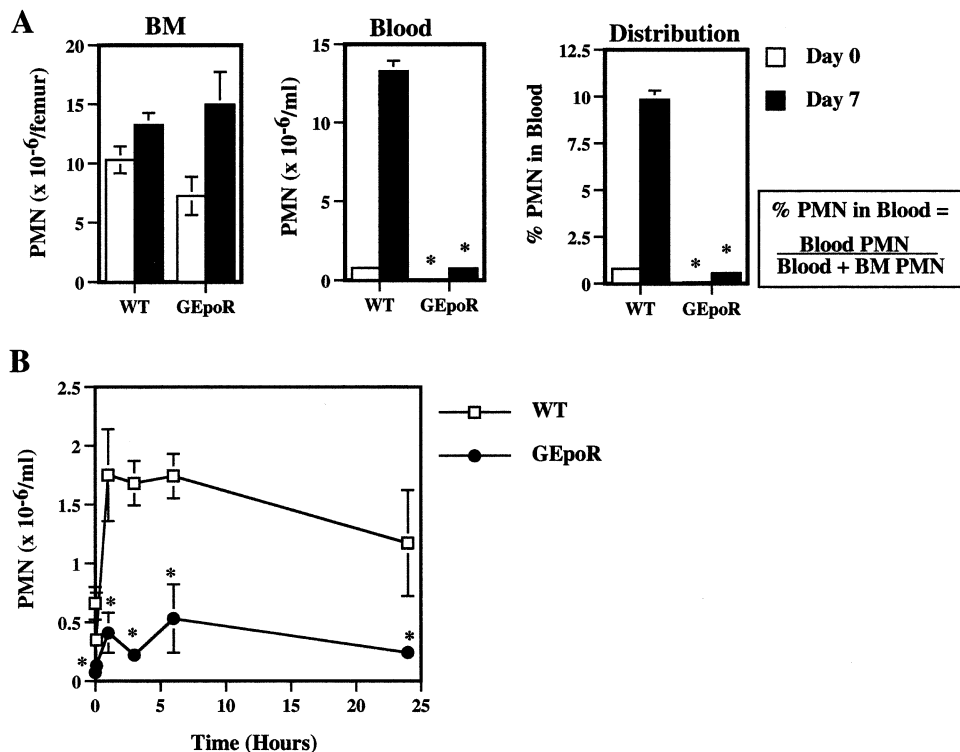 A
BM
20
15
10
5
0
PMN (x 10-6/femur)
WT GEpoR
Blood
15
10
5
0
PMN (x 10-6/ml)
* *
WT GEpoR
Distribution
12.5
10
7.5
5
2.5
0
% PMN in Blood
* *
WT GEpoR
Day 0
Day 7
% PMN in Blood =
Blood PMN
Blood + BM PMN
B
2.5
2
1.5
1
0.5
0
PMN (x 10-6/ml)
* * * * *
0 5 10 15 20 25
Time (Hours)
WT
GEpoR